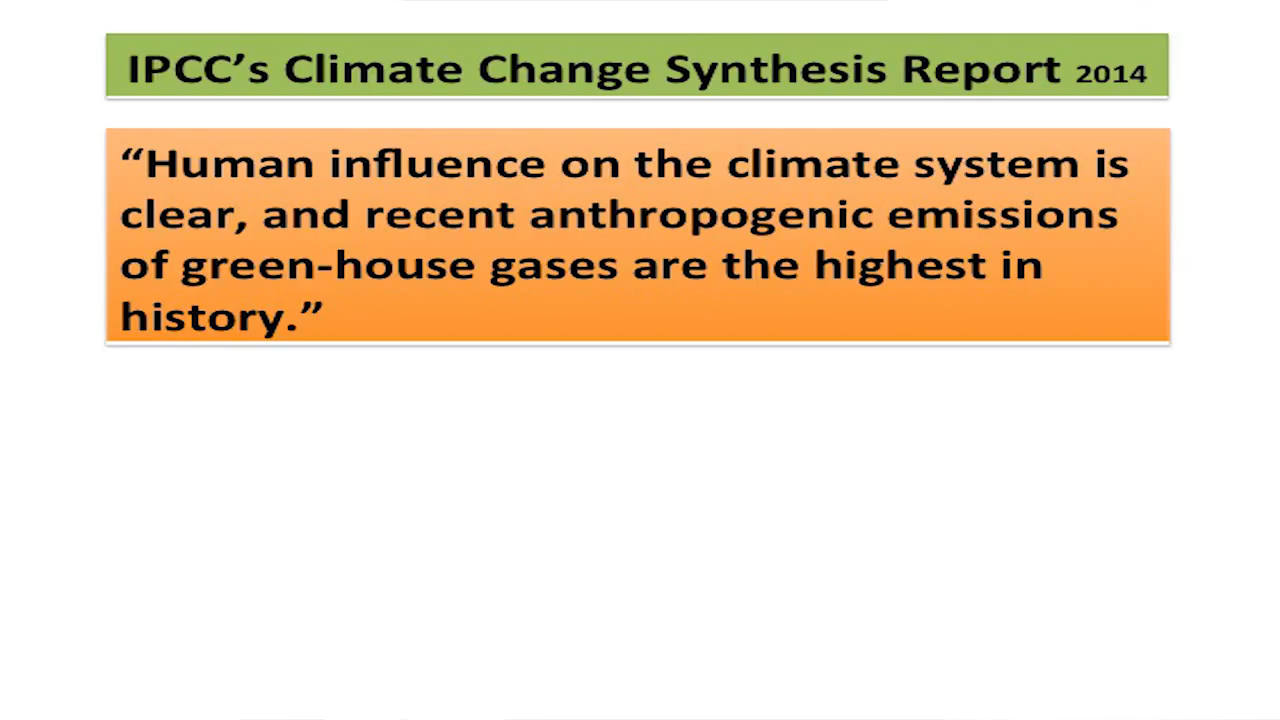 IPCC’s Climate Change Synthesis Report 2014
“Human influence on the climate system is
clear, and recent anthropogenic emissions
of green-house gases are the highest in
history.”